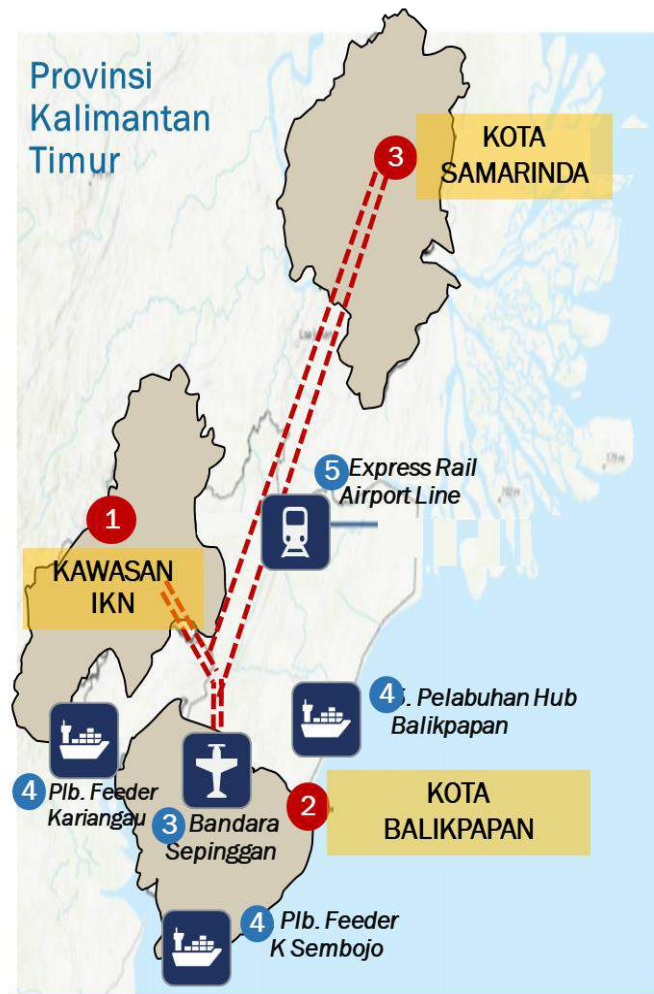 Provinsi
Kalimantan
Timur
3
KOTA
SAMARINDA
5 Express Rail
Airport Line
1
KAWASAN
IKN
4 . Pelabuhan Hub
Balikpapan
4 Plb. Feeder
Kariangau
3 Bandara
Sepinggan
2
KOTA
BALIKPAPAN
4 Plb. Feeder
K Sembojo